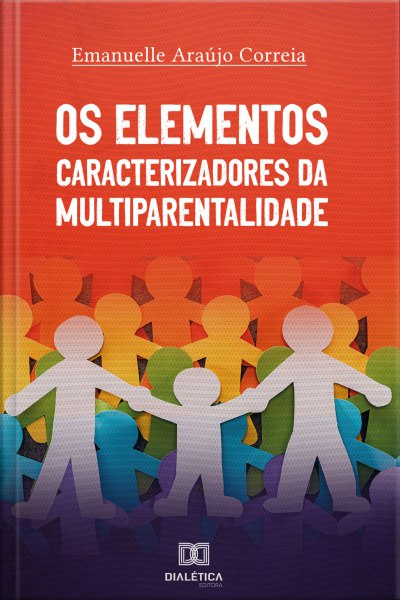 Emanuelle Araújo Correia
OS ELEMENTOS
CARACTERIZADORES DA
MULTIPARENTALIDADE
DIALÉTICA
EDITORA